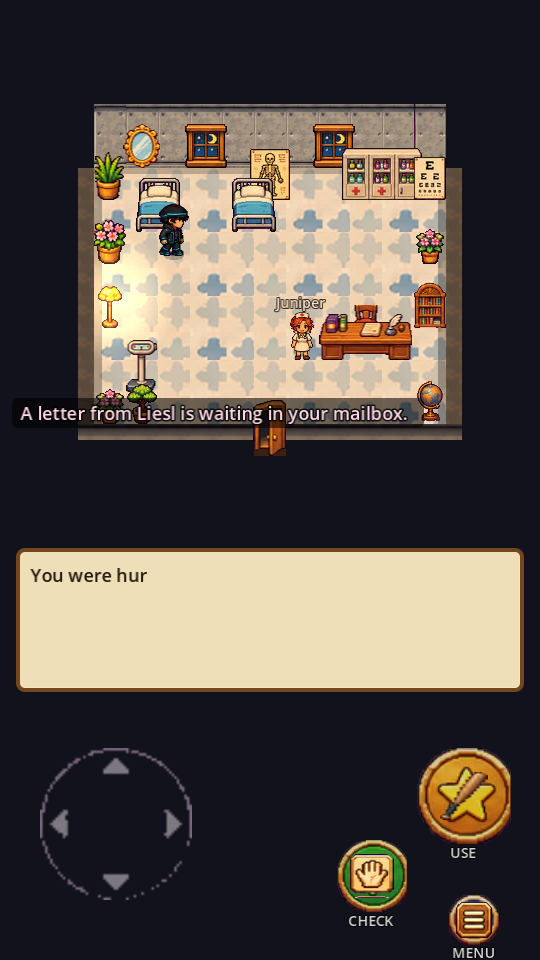 Juniper
A letter from Liesl is waiting in your mailbox.
You were hur
USE
CHECK
MENU